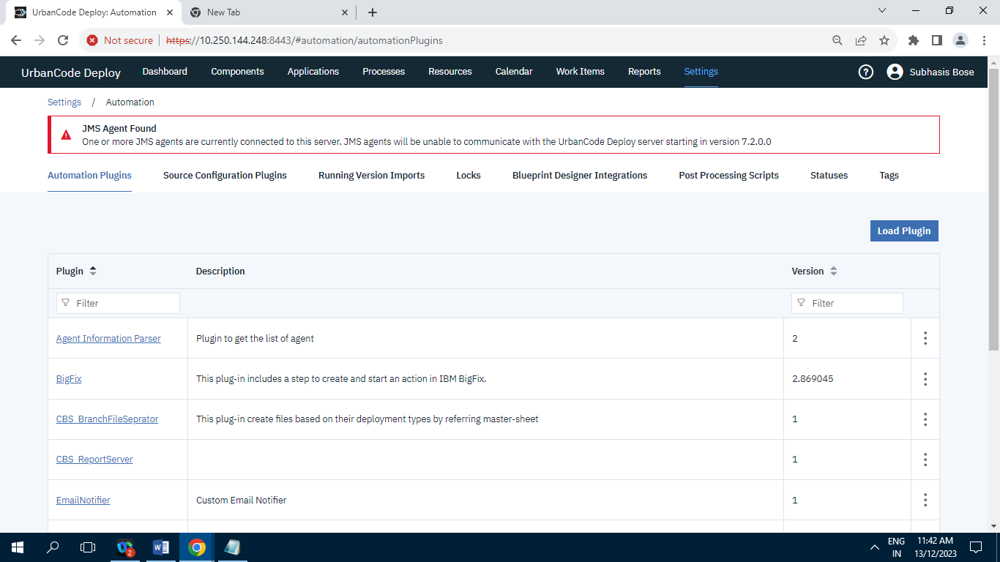 UrbanCode Deploy: Automation
New Tab
Not secure https://10.250.144.248:8443/#automation/automationPlugins
UrbanCode Deploy Dashboard Components Applications Processes Resources Calendar Work Items Reports Settings Subhasis Bose
Settings / Automation
JMS Agent Found
One or more JMS agents are currently connected to this server. JMS agents will be unable to communicate with the UrbanCode Deploy server starting in version 7.2.0.0
Automation Plugins Source Configuration Plugins Running Version Imports Locks Blueprint Designer Integrations Post Processing Scripts Statuses Tags
Load Plugin
Plugin Description Version
Filter Filter
Agent Information Parser Plugin to get the list of agent 2
BigFix This plug-in includes a step to create and start an action in IBM BigFix. 2.869045
CBS_BranchFileSeprator This plug-in create files based on their deployment types by referring master-sheet 1
CBS_ReportServer 1
EmailNotifier Custom Email Notifier 1
2
ENG 11:42 AM
IN 13/12/2023